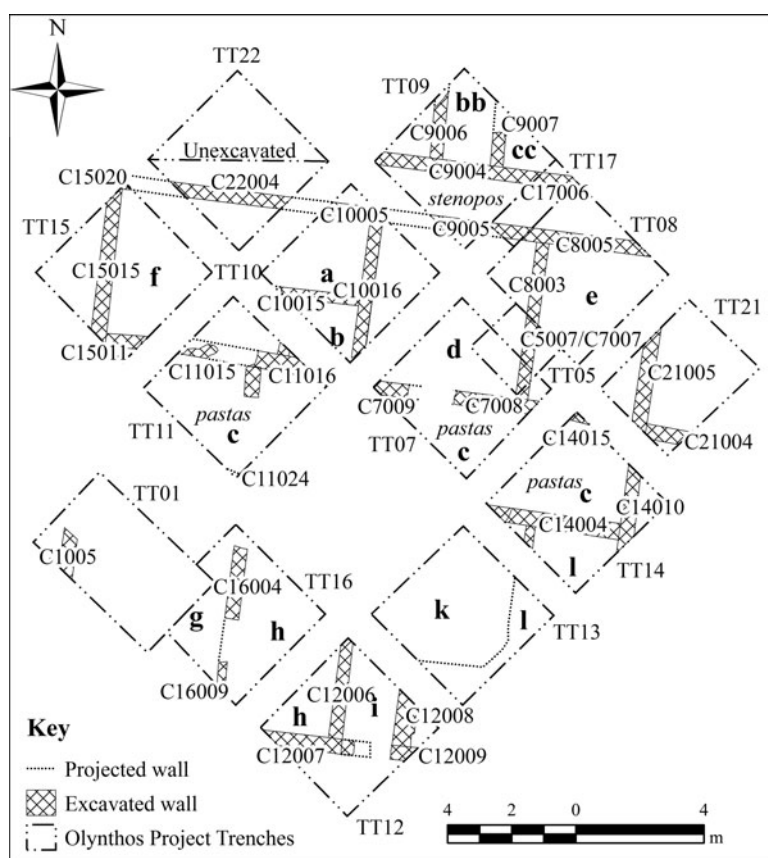 N
TT22
TT09
bb
C9006
C9007
cc
TT17
Unexcavated
C9004
C17006
C15020
C22004
stenopos
TT15
C10005
C9005
TT08
C8005
C15015
f
TT10
a
C8003
e
C10015
C10016
TT21
b
d
C5007/C7007
C15011
C11015
C11016
TT05
C21005
pastas
C7009
C7008
TT11
c
TT07
pastas
c
C14015
C21004
C11024
pastas
c
C14010
TT01
C14004
C1005
C16004
TT16
l
TT14
g
h
k
l
TT13
C16009
C12006
h
i
C12008
C12007
C12009
TT12
Key
Projected wall
Excavated wall
Olynthos Project Trenches
4 2 0 4
m